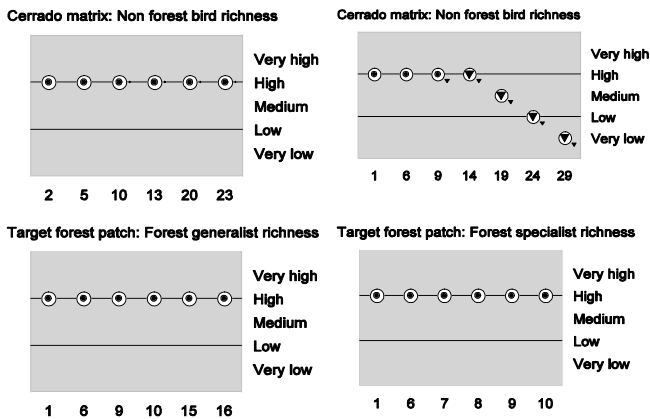 Cerrado matrix: Non forest bird richness
Very high
High
Medium
Low
Very low
2 5 10 13 20 23
Cerrado matrix: Non forest bird richness
Very high
High
Medium
Low
Very low
1 6 9 14 19 24 29
Target forest patch: Forest generalist richness
Very high
High
Medium
Low
Very low
1 6 9 10 15 16
Target forest patch: Forest specialist richness
Very high
High
Medium
Low
Very low
1 6 7 8 9 10